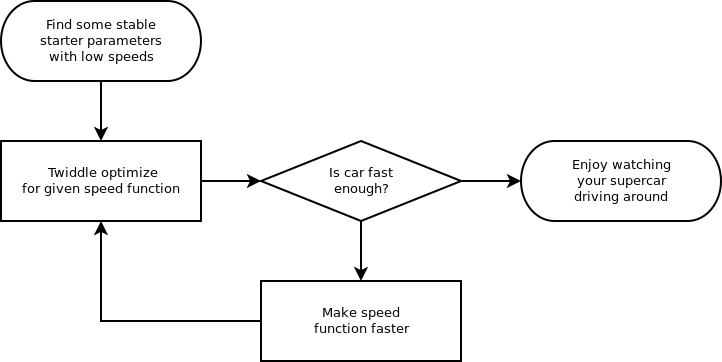 Find some stable
starter parameters
with low speeds
Twiddle optimize
for given speed function
Is car fast
enough?
Enjoy watching
your supercar
driving around
Make speed
function faster